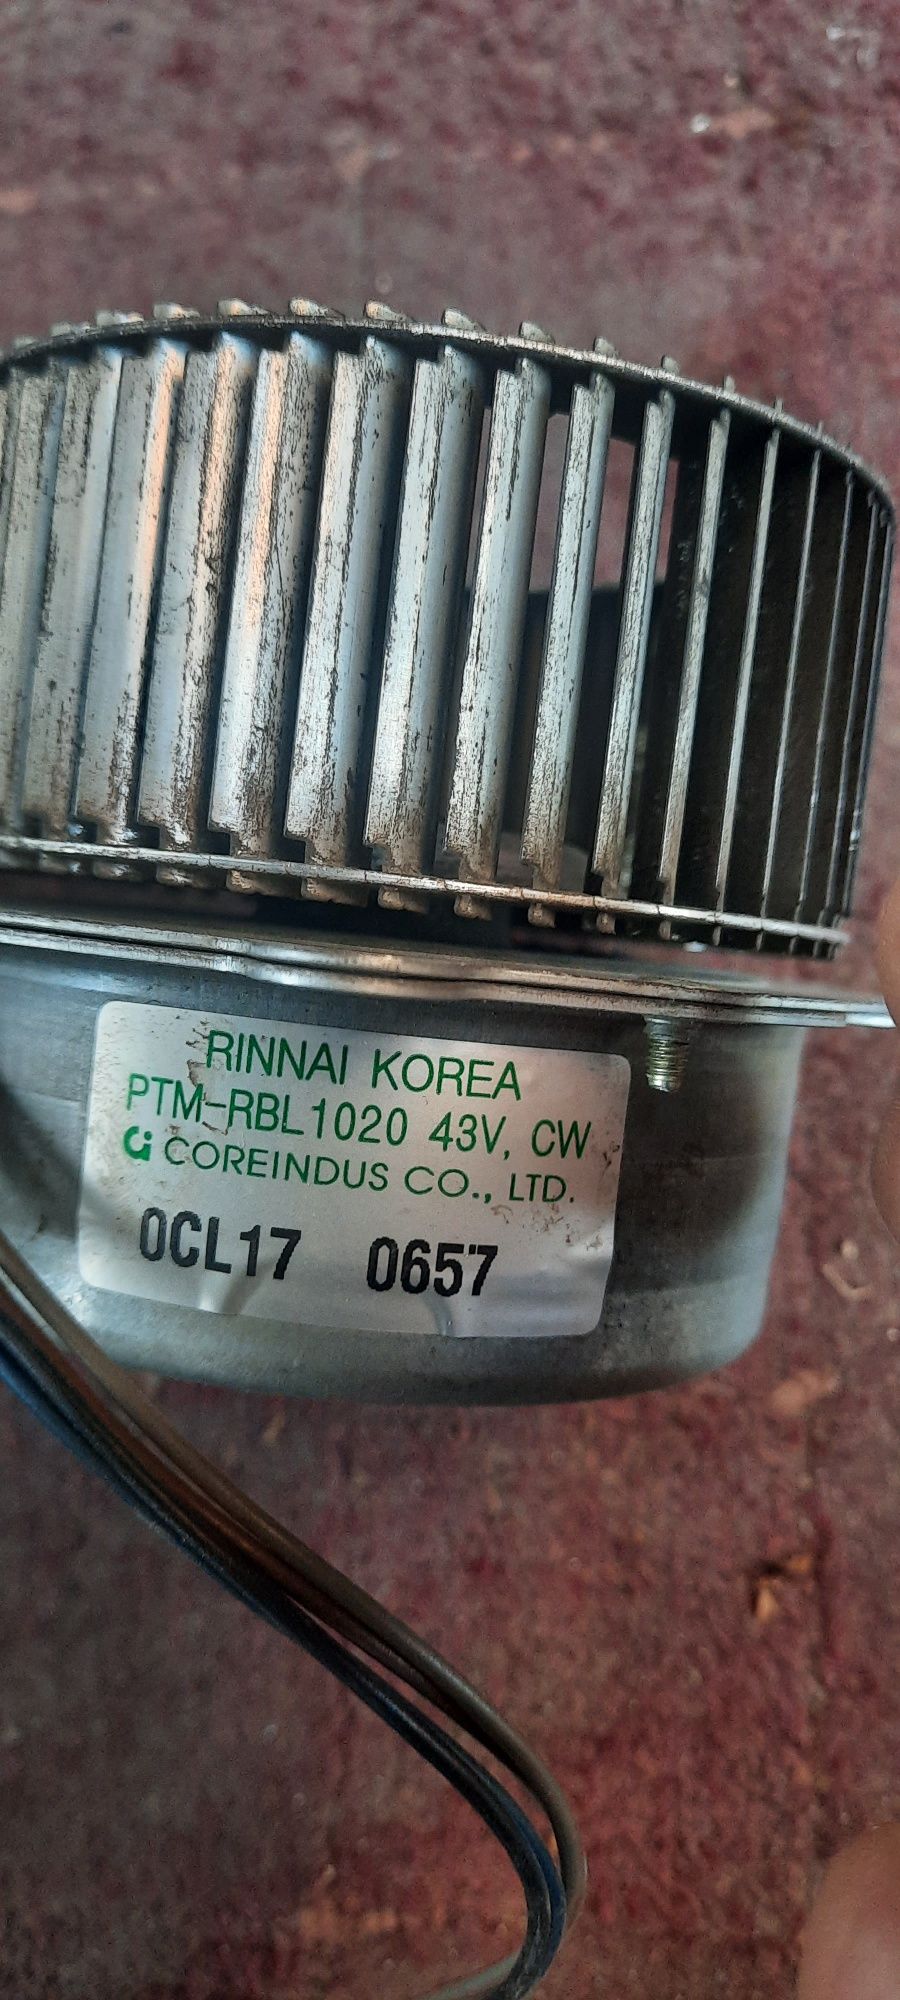 RINNAI KOREA
PTM-RBL1020 43V, CW
COREINDUS CO., LTD.
0CL17 0657